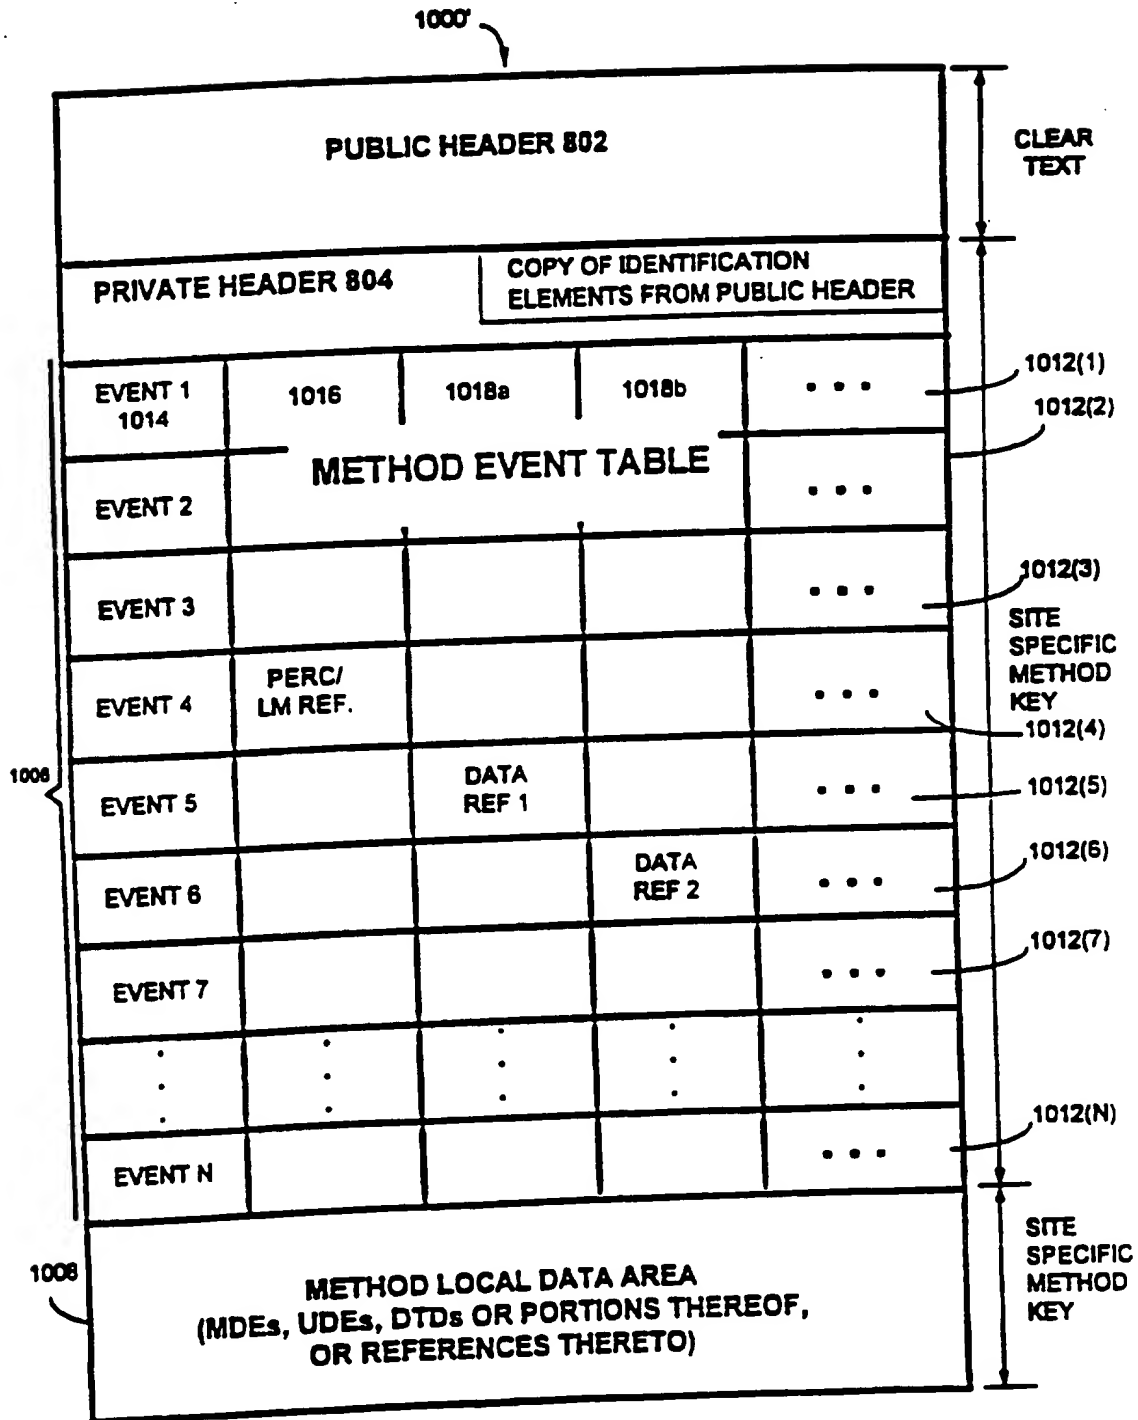 1000'
PUBLIC HEADER 802
CLEAR
TEXT
PRIVATE HEADER 804
COPY OF IDENTIFICATION
ELEMENTS FROM PUBLIC HEADER
EVENT 1
1014
1016
1018a
1018b
• • •
1012(1)
METHOD EVENT TABLE
EVENT 2
• • •
1012(2)
EVENT 3
• • •
1012(3)
SITE
SPECIFIC
METHOD
KEY
EVENT 4
PERC/
LM REF.
• • •
1012(4)
1006
EVENT 5
DATA
REF 1
• • •
1012(5)
EVENT 6
DATA
REF 2
• • •
1012(6)
EVENT 7
• • •
1012(7)
EVENT N
• • •
1012(N)
1008
METHOD LOCAL DATA AREA
(MDEs, UDEs, DTDs OR PORTIONS THEREOF,
OR REFERENCES THERETO)
SITE
SPECIFIC
METHOD
KEY